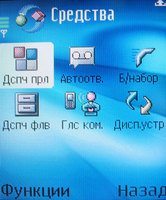 Средства
Дспч прл Автоотв. Б/набор
Дспч флв Глс ком. Дисп.устр
Функции Назад